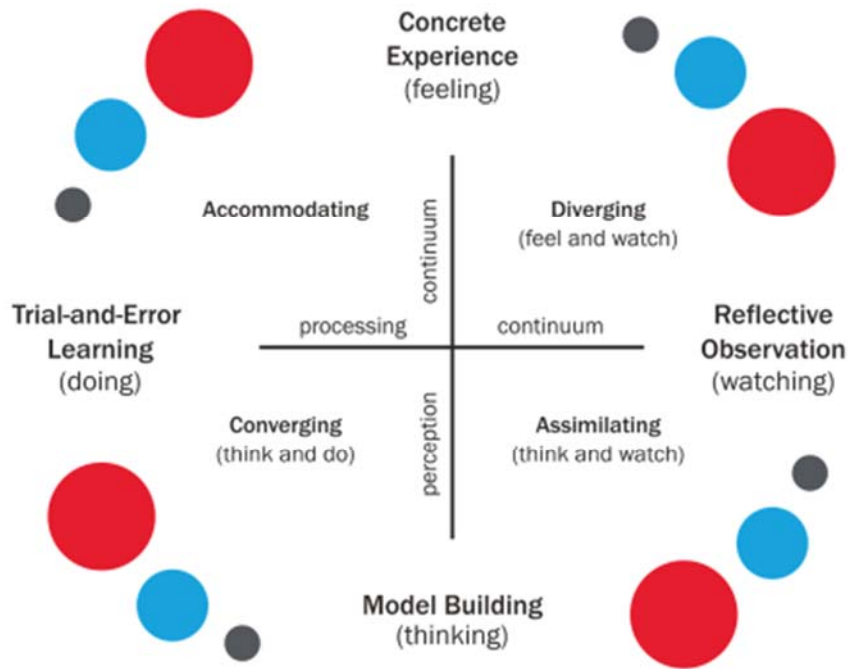 Concrete
Experience
(feeling)
Accommodating
continuum
Diverging
(feel and watch)
Trial-and-Error
Learning
(doing)
processing
continuum
Reflective
Observation
(watching)
Converging
(think and do)
perception
Assimilating
(think and watch)
Model Building
(thinking)